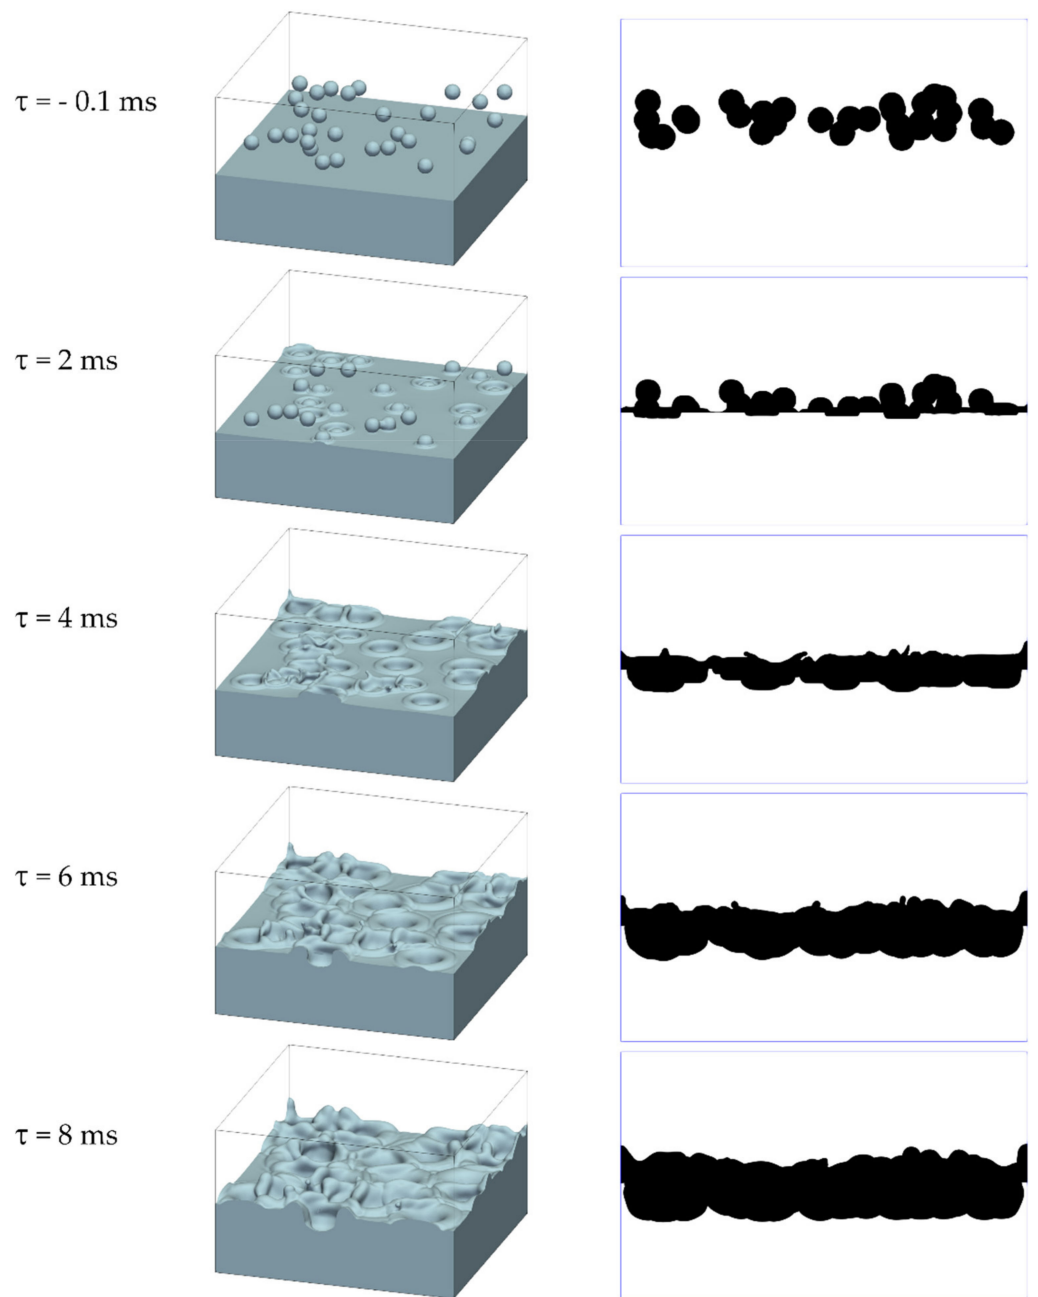 τ = - 0.1 ms
τ = 2 ms
τ = 4 ms
τ = 6 ms
τ = 8 ms